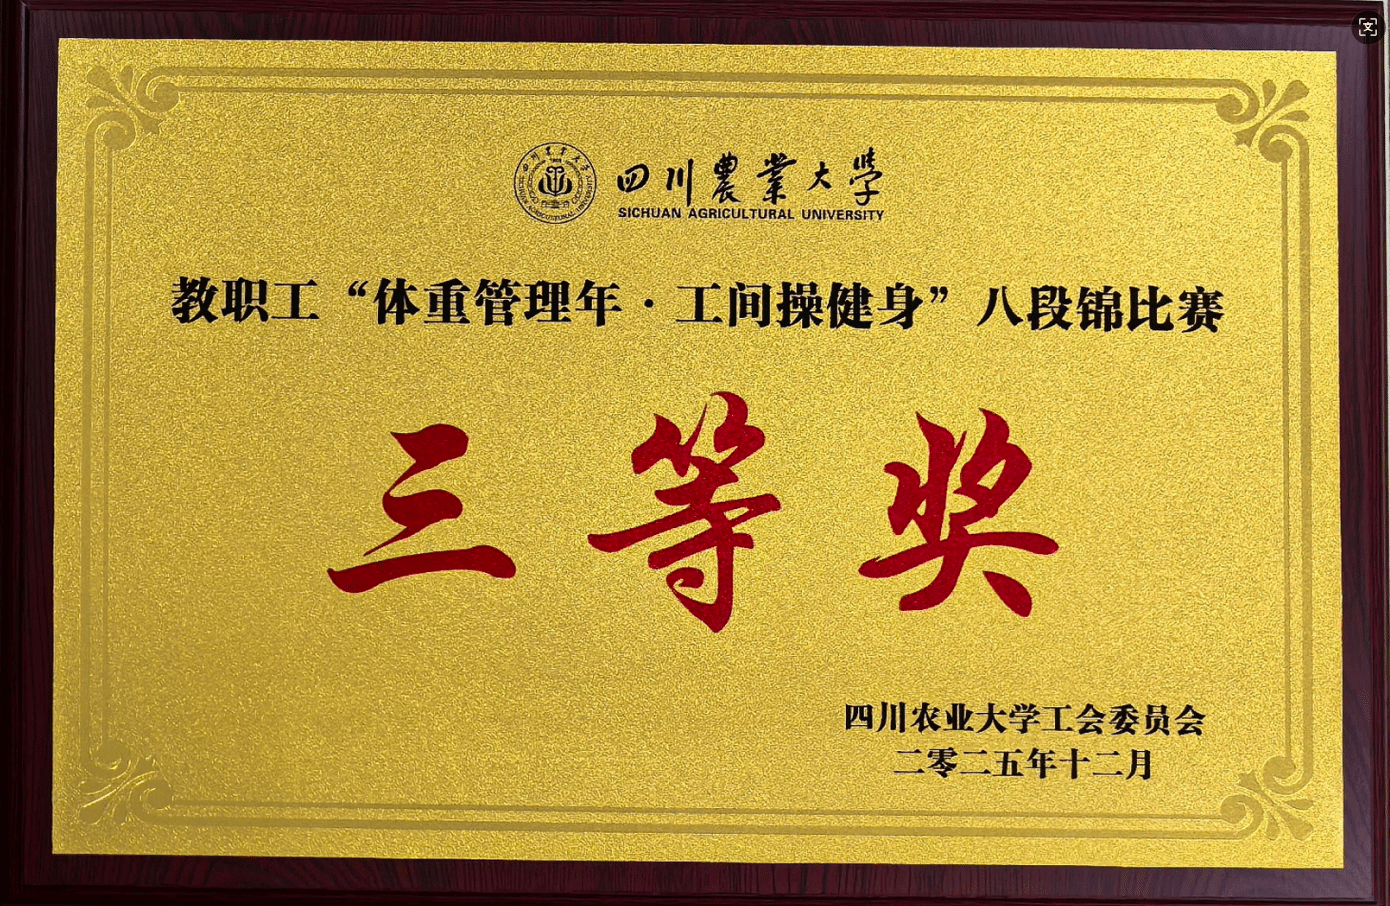 四川農業大學
SICHUAN AGRICULTURAL UNIVERSITY
教职工“体重管理年·工间操健身”八段锦比赛
三等奖
四川农业大学工会委员会
二零二五年十二月